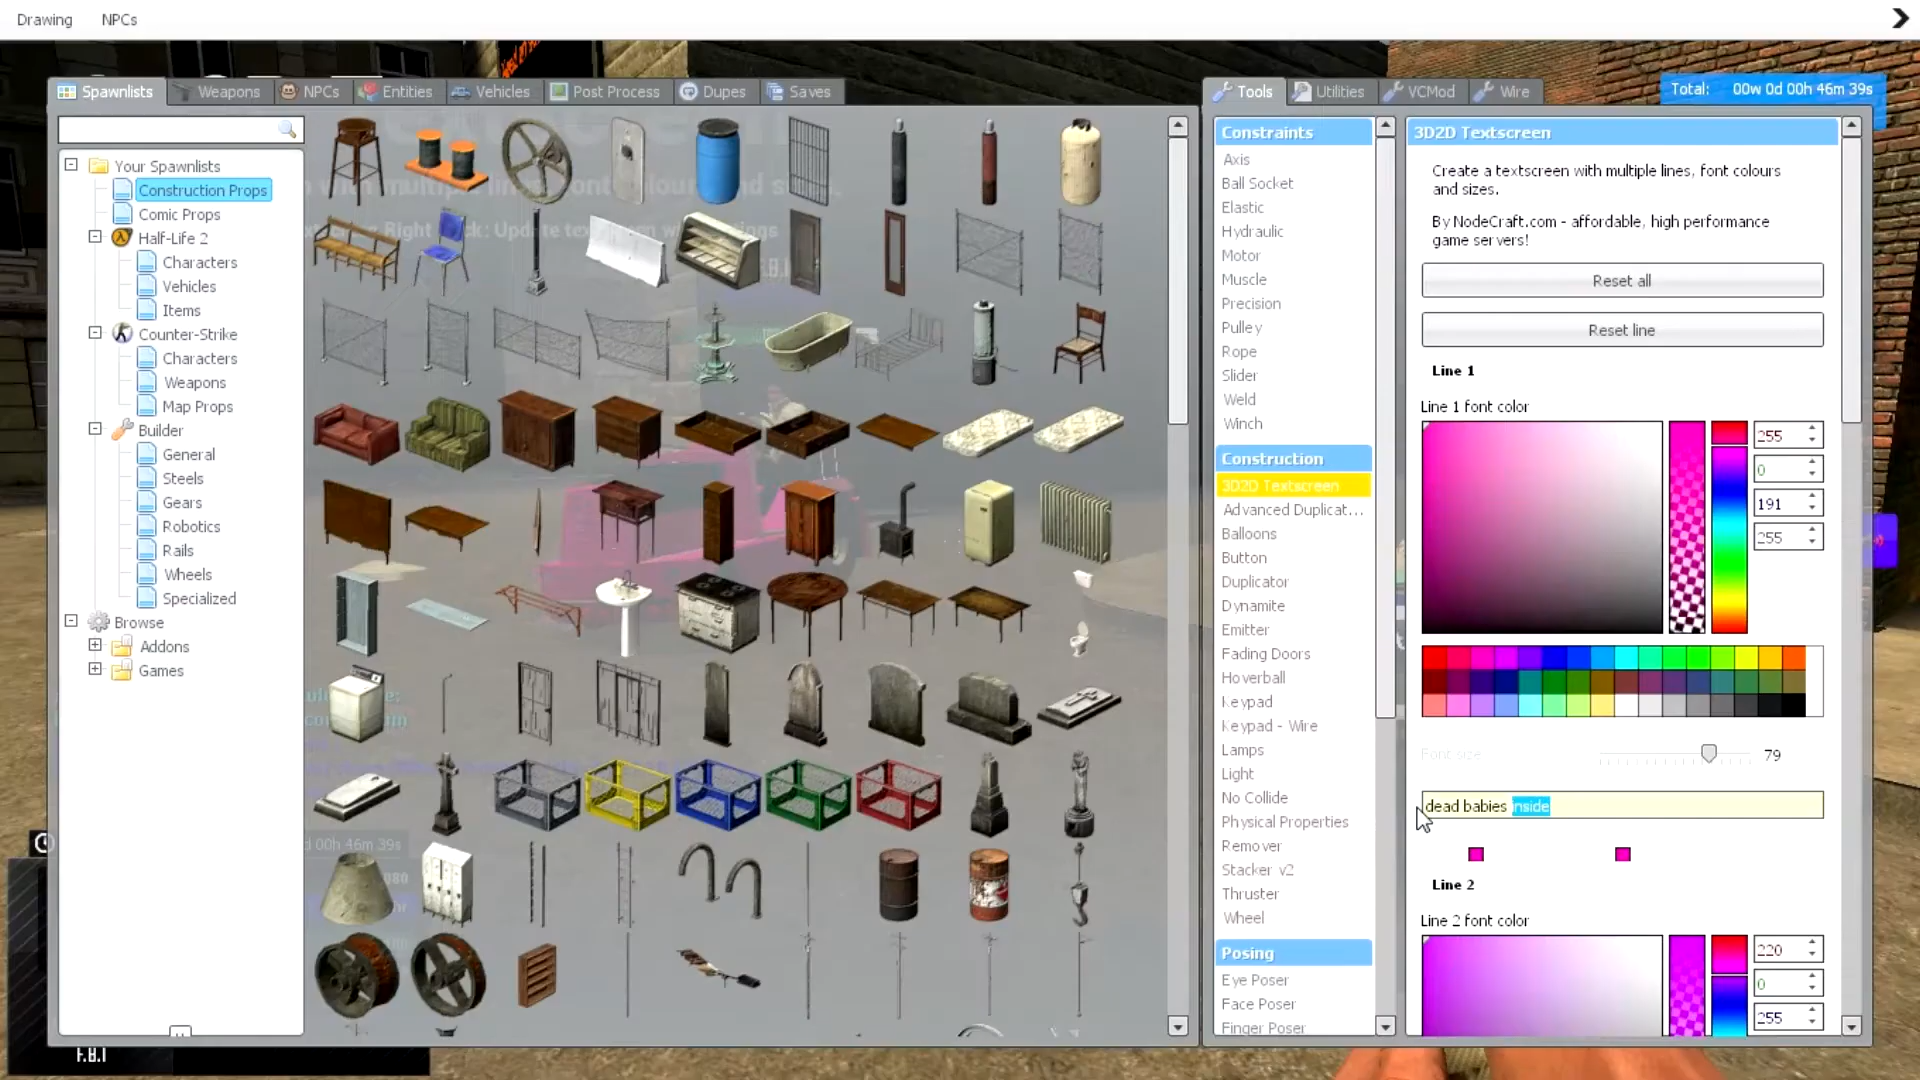 Drawing NPCs
Spawnlists Weapons NPCs Entities Vehicles Post Process Dupes Saves
Tools Utilities VCMod Wire
Total: 00w 0d 00h 46m 39s
Your Spawnlists
Construction Props
Comic Props
Half-Life 2
Characters
Vehicles
Items
Counter-Strike
Characters
Weapons
Map Props
Builder
General
Steels
Gears
Robotics
Rails
Wheels
Specialized
Browse
Addons
Games
F.B.I
Constraints
Axis
Ball Socket
Elastic
Hydraulic
Motor
Muscle
Precision
Pulley
Rope
Slider
Weld
Winch
Construction
3D2D Textscreen
Advanced Duplicat...
Balloons
Button
Duplicator
Dynamite
Emitter
Fading Doors
Hoverball
Keypad
Keypad - Wire
Lamps
Light
No Collide
Physical Properties
Remover
Stacker v2
Thruster
Wheel
Posing
Eye Poser
Face Poser
Finger Poser
3D2D Textscreen
Create a textscreen with multiple lines, font colours
and sizes.
By NodeCraft.com - affordable, high performance
game servers!
Reset all
Reset line
Line 1
Line 1 font color
255
0
191
255
Font size 79
dead babies inside
Line 2
Line 2 font color
220
0
255